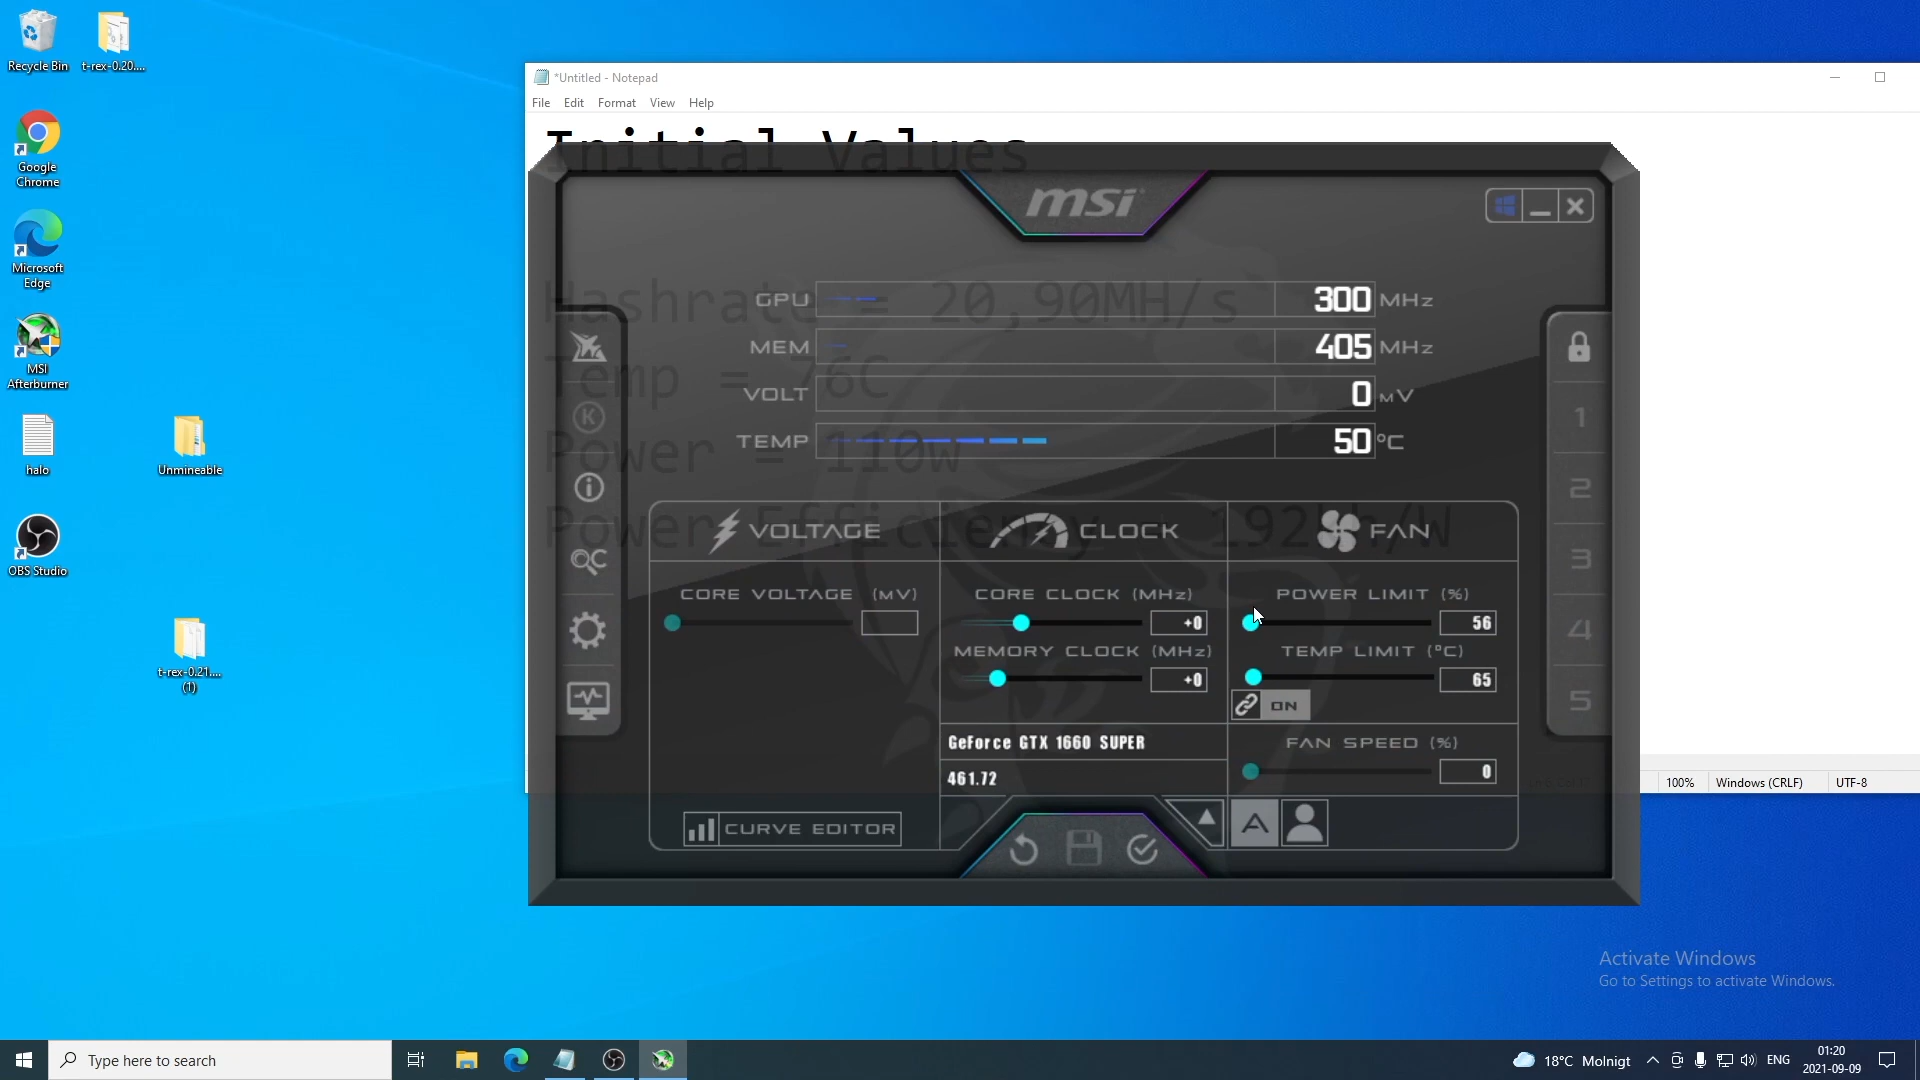 Recycle Bin
t-rex-0.20....
Google
Chrome
Microsoft
Edge
MSI
Afterburner
halo
Unmineable
OBS Studio
t-rex-0.21....
(1)
*Untitled - Notepad
File Edit Format View Help
Initial Values
Hashrate = 20,90MH/s
Temp = 76C
Power = 110w
Power Efficiency
192kh/W
msi
GPU 300 MHz
MEM 405 MHz
VOLT 0 mV
TEMP 50 °C
K
i
OC
1
2
3
4
5
VOLTAGE
CLOCK
FAN
CORE VOLTAGE (MV)
CORE CLOCK (MHz)
+0
MEMORY CLOCK (MHz)
+0
POWER LIMIT (%)
56
TEMP LIMIT (°C)
65
ON
GeForce GTX 1660 SUPER
461.72
FAN SPEED (%)
0
CURVE EDITOR
A
100% Windows (CRLF) UTF-8
Activate Windows
Go to Settings to activate Windows.
Type here to search
18°C Molnigt
ENG
01:20
2021-09-09